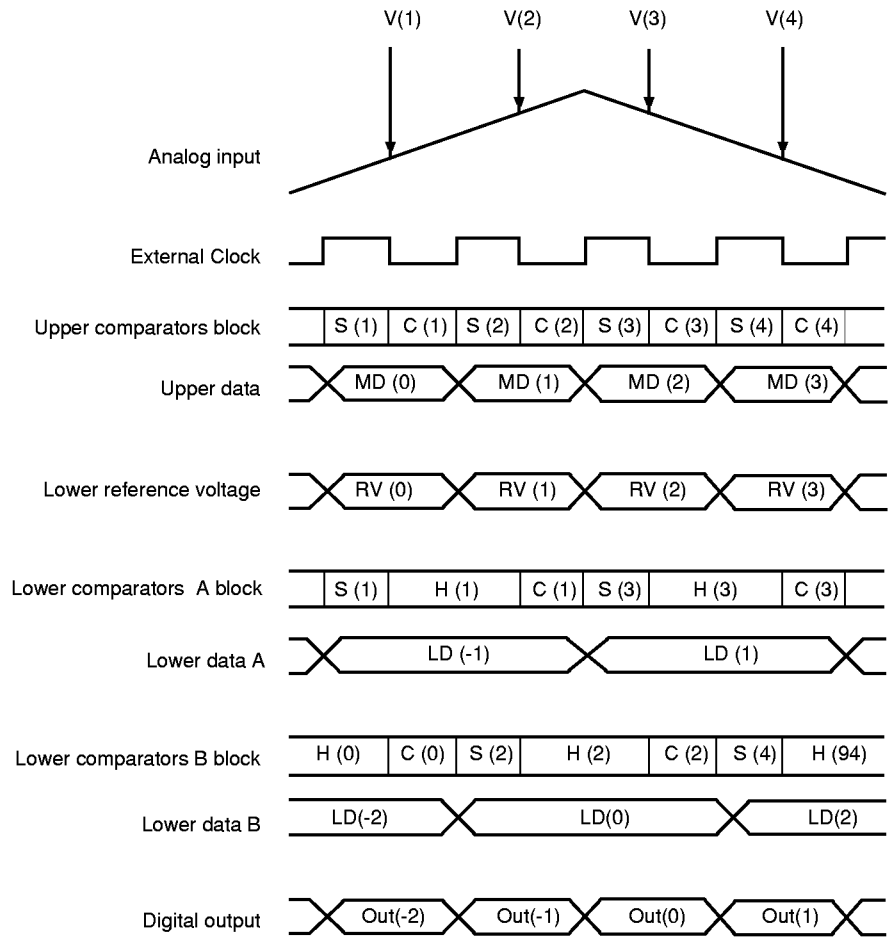 V(1) V(2) V(3) V(4)
Analog input
External Clock
Upper comparators block S (1) C (1) S (2) C (2) S (3) C (3) S (4) C (4)
Upper data MD (0) MD (1) MD (2) MD (3)
Lower reference voltage RV (0) RV (1) RV (2) RV (3)
Lower comparators A block S (1) H (1) C (1) S (3) H (3) C (3)
Lower data A LD (-1) LD (1)
Lower comparators B block H (0) C (0) S (2) H (2) C (2) S (4) H (94)
Lower data B LD(-2) LD(0) LD(2)
Digital output Out(-2) Out(-1) Out(0) Out(1)